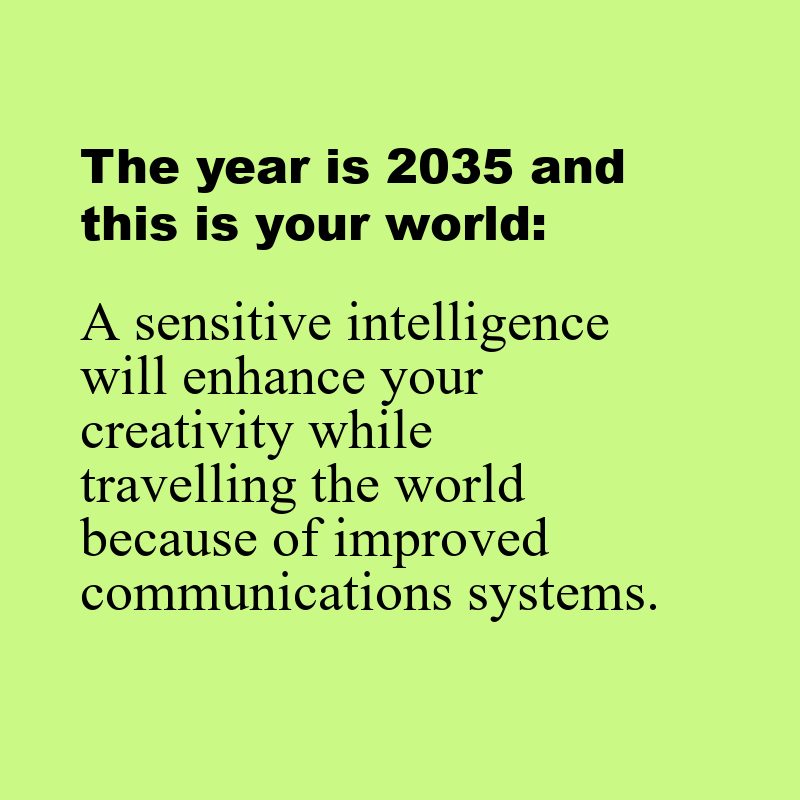 The year is 2035 and
this is your world:
A sensitive intelligence
will enhance your
creativity while
travelling the world
because of improved
communications systems.